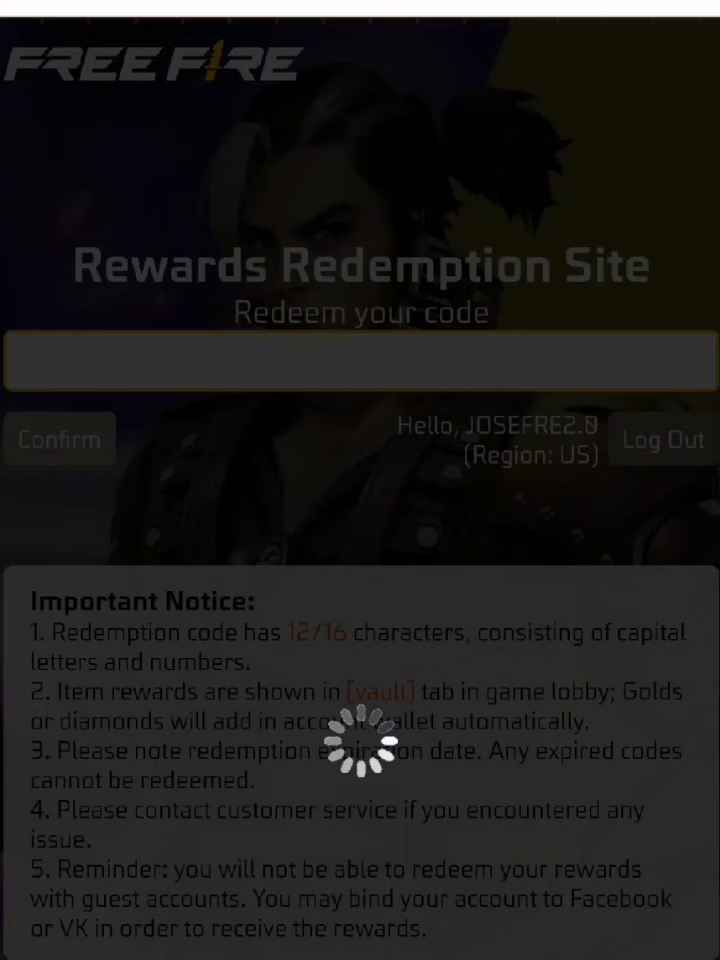 FREE FIRE
Rewards Redemption Site
Redeem your code
Confirm
Hello, JOSEFRE2.0
(Region: US)
Log Out
Important Notice:
1. Redemption code has 12/16 characters, consisting of capital
letters and numbers.
2. Item rewards are shown in [vault] tab in game lobby; Golds
or diamonds will add in account wallet automatically.
3. Please note redemption expiration date. Any expired codes
cannot be redeemed.
4. Please contact customer service if you encountered any
issue.
5. Reminder: you will not be able to redeem your rewards
with guest accounts. You may bind your account to Facebook
or VK in order to receive the rewards.